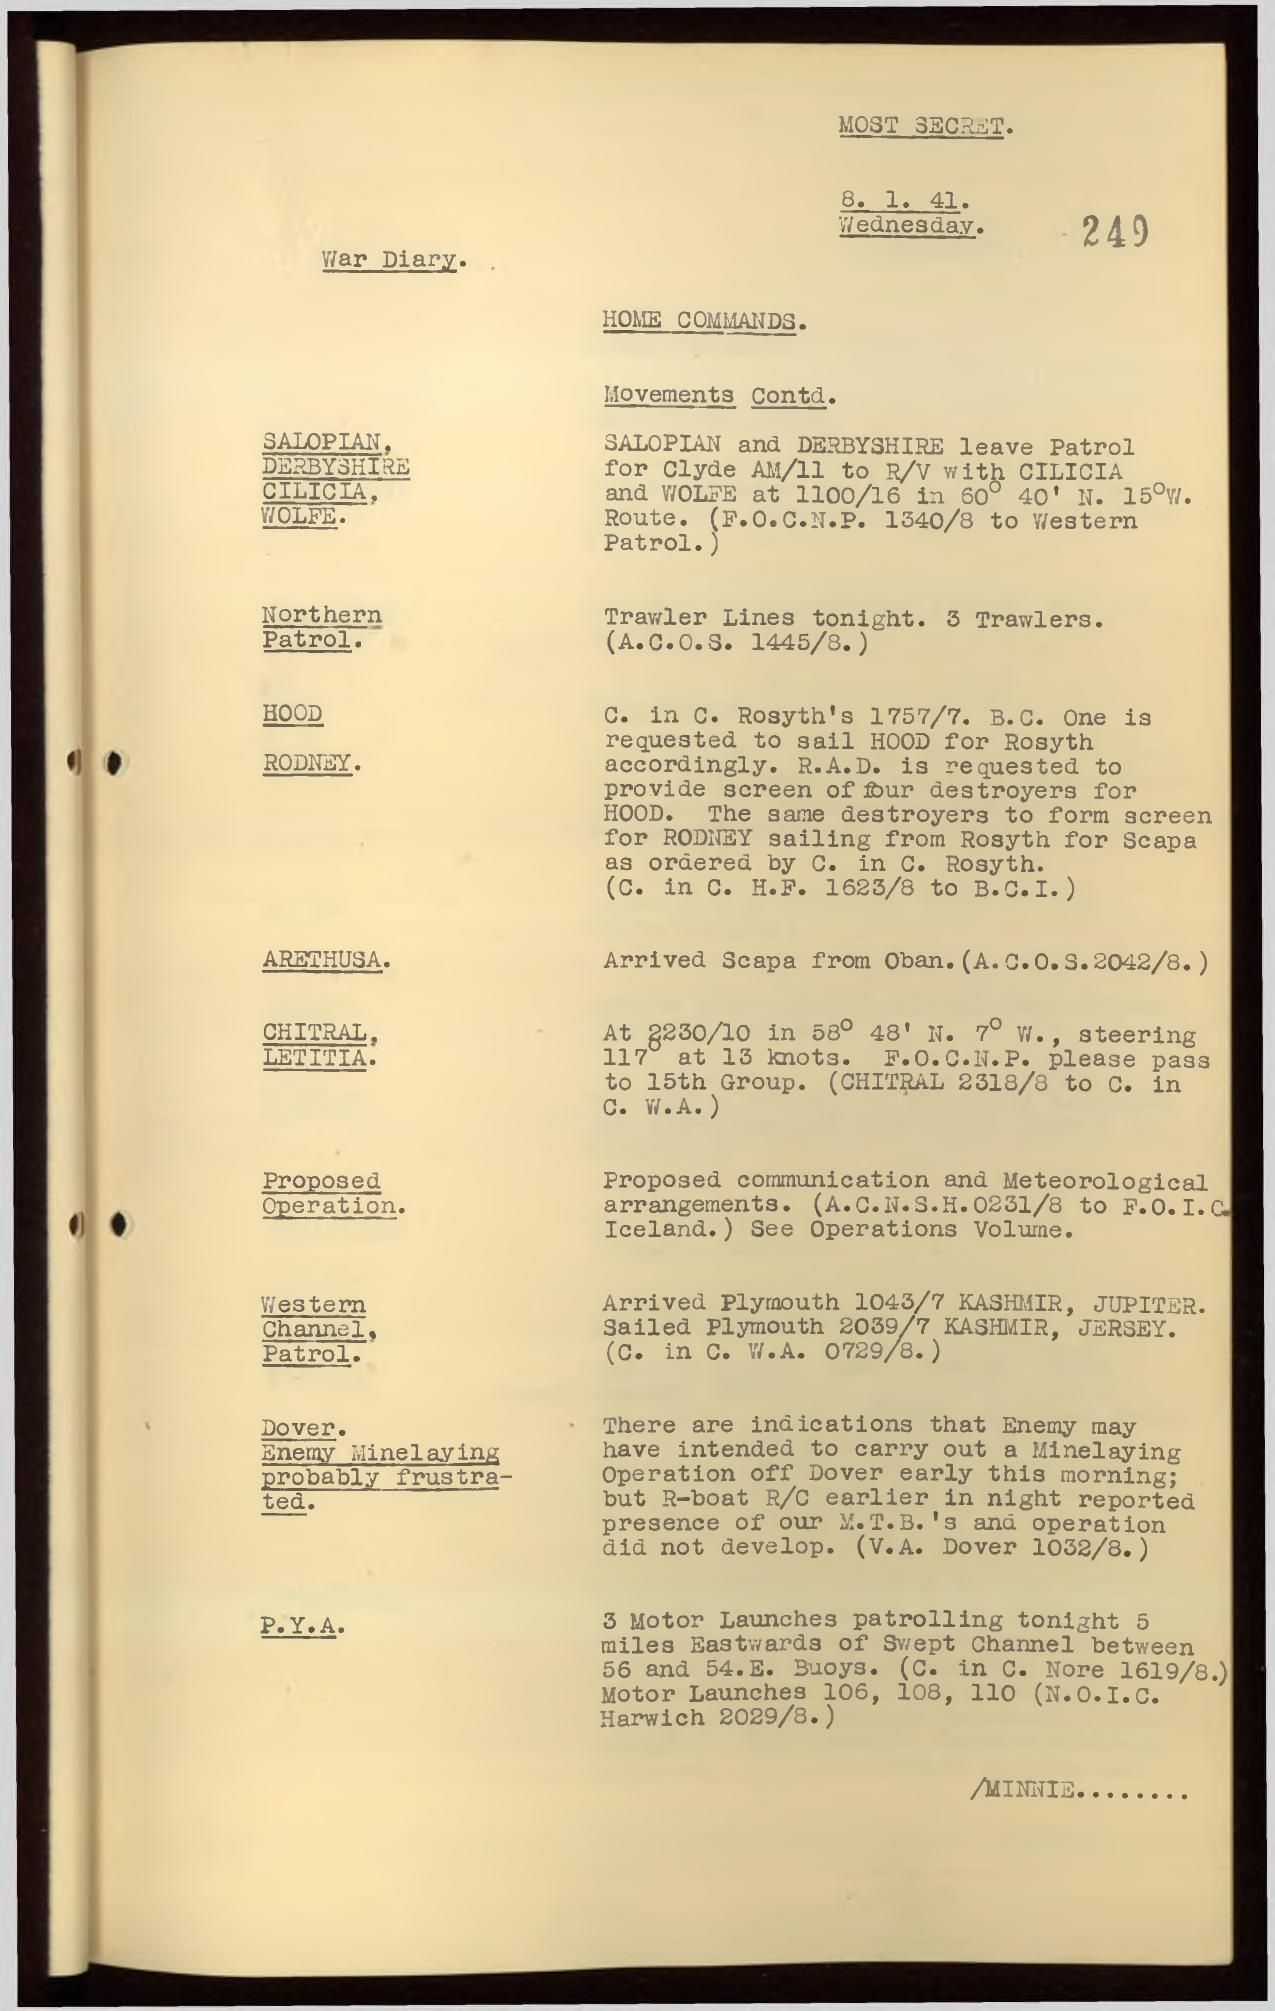 MOST SECRET.
8. 1. 41.
Wednesday.
249
War Diary.
HOME COMMANDS.
Movements Contd.
SALOPIAN,
DERBYSHIRE
CILICIA,
WOLFE.
SALOPIAN and DERBYSHIRE leave Patrol
for Clyde AM/11 to R/V with CILICIA
and WOLFE at 1100/16 in 60° 40' N. 15°W.
Route. (F.O.C.N.P. 1340/8 to Western
Patrol.)
Northern
Patrol.
Trawler Lines tonight. 3 Trawlers.
(A.C.O.S. 1445/8.)
HOOD
RODNEY.
C. in C. Rosyth's 1757/7. B.C. One is
requested to sail HOOD for Rosyth
accordingly. R.A.D. is requested to
provide screen of four destroyers for
HOOD. The same destroyers to form screen
for RODNEY sailing from Rosyth for Scapa
as ordered by C. in C. Rosyth.
(C. in C. H.F. 1623/8 to B.C.I.)
ARETHUSA.
Arrived Scapa from Oban.(A.C.O.S.2042/8.)
CHITRAL,
LETITIA.
At 2230/10 in 58° 48' N. 7° W., steering
117° at 13 knots. F.O.C.N.P. please pass
to 15th Group. (CHITRAL 2318/8 to C. in
C. W.A.)
Proposed
Operation.
Proposed communication and Meteorological
arrangements. (A.C.N.S.H.0231/8 to F.O.I.C.
Iceland.) See Operations Volume.
Western
Channel,
Patrol.
Arrived Plymouth 1043/7 KASHMIR, JUPITER.
Sailed Plymouth 2039/7 KASHMIR, JERSEY.
(C. in C. W.A. 0729/8.)
Dover.
Enemy Minelaying
probably frustra-
ted.
There are indications that Enemy may
have intended to carry out a Minelaying
Operation off Dover early this morning;
but R-boat R/C earlier in night reported
presence of our M.T.B.'s and operation
did not develop. (V.A. Dover 1032/8.)
P.Y.A.
3 Motor Launches patrolling tonight 5
miles Eastwards of Swept Channel between
56 and 54.E. Buoys. (C. in C. Nore 1619/8.)
Motor Launches 106, 108, 110 (N.O.I.C.
Harwich 2029/8.)
/MINNIE........